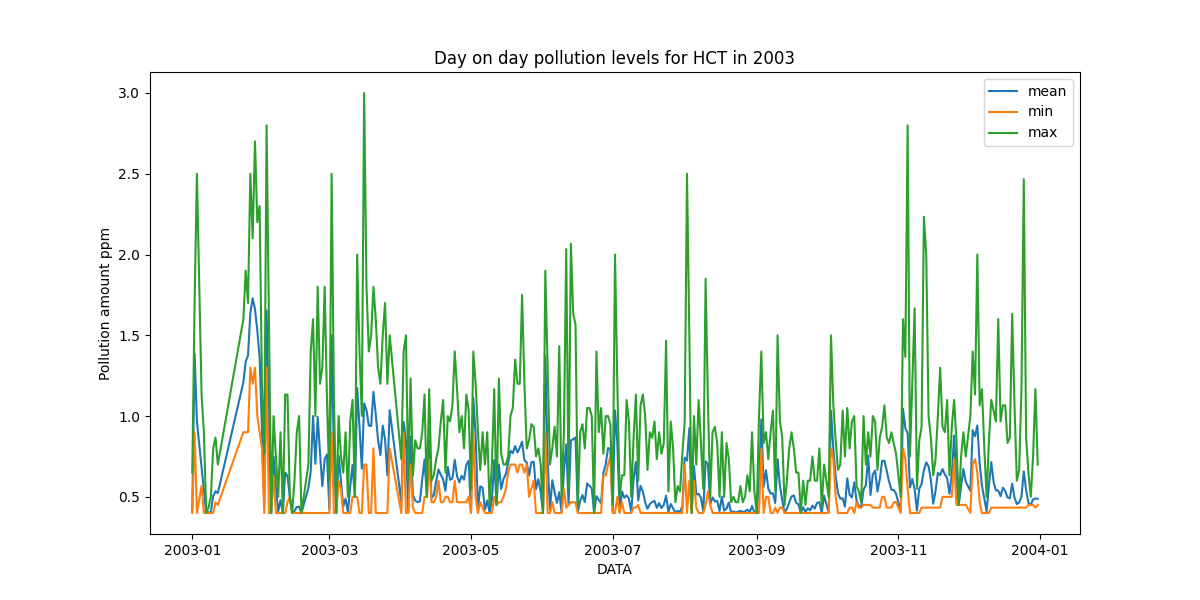 Day on day pollution levels for HCT in 2003
mean
min
max
Pollution amount ppm
3.0
2.5
2.0
1.5
1.0
0.5
2003-01 2003-03 2003-05 2003-07 2003-09 2003-11 2004-01
DATA